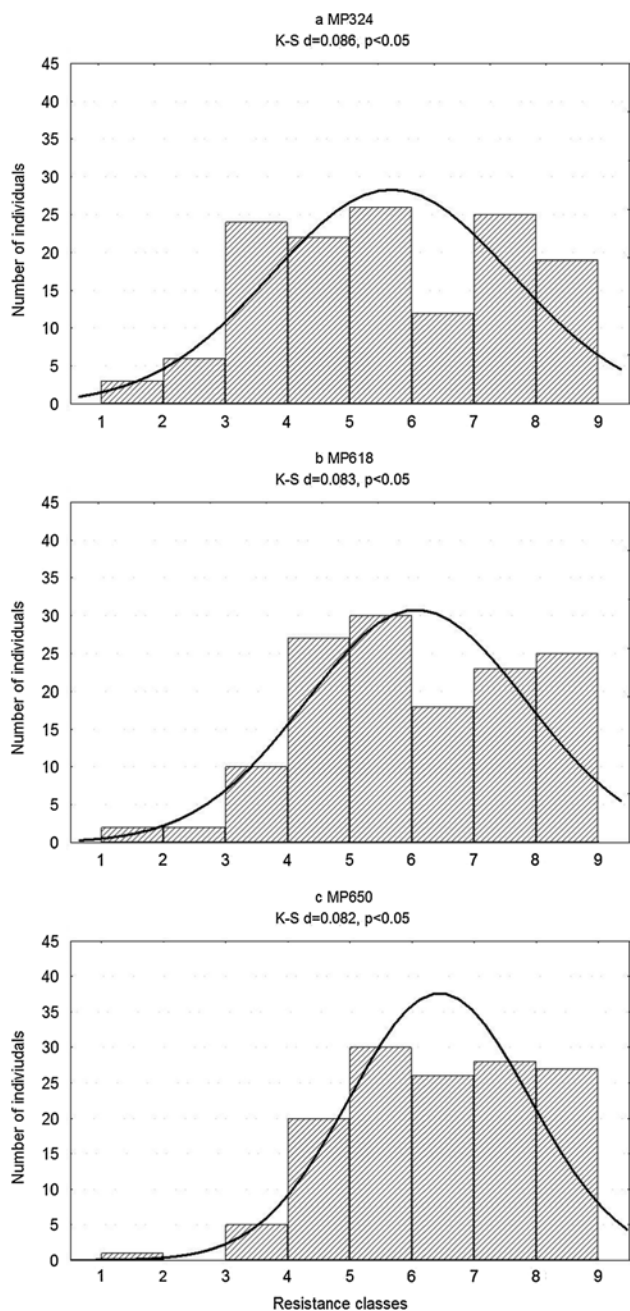 a MP324
K-S d=0.086, p<0.05
45
40
35
30
25
20
15
10
5
0
Number of individuals
1 2 3 4 5 6 7 8 9
b MP618
K-S d=0.083, p<0.05
45
40
35
30
25
20
15
10
5
0
Number of individuals
1 2 3 4 5 6 7 8 9
c MP650
K-S d=0.082, p<0.05
45
40
35
30
25
20
15
10
5
0
Number of indiviudals
1 2 3 4 5 6 7 8 9
Resistance classes